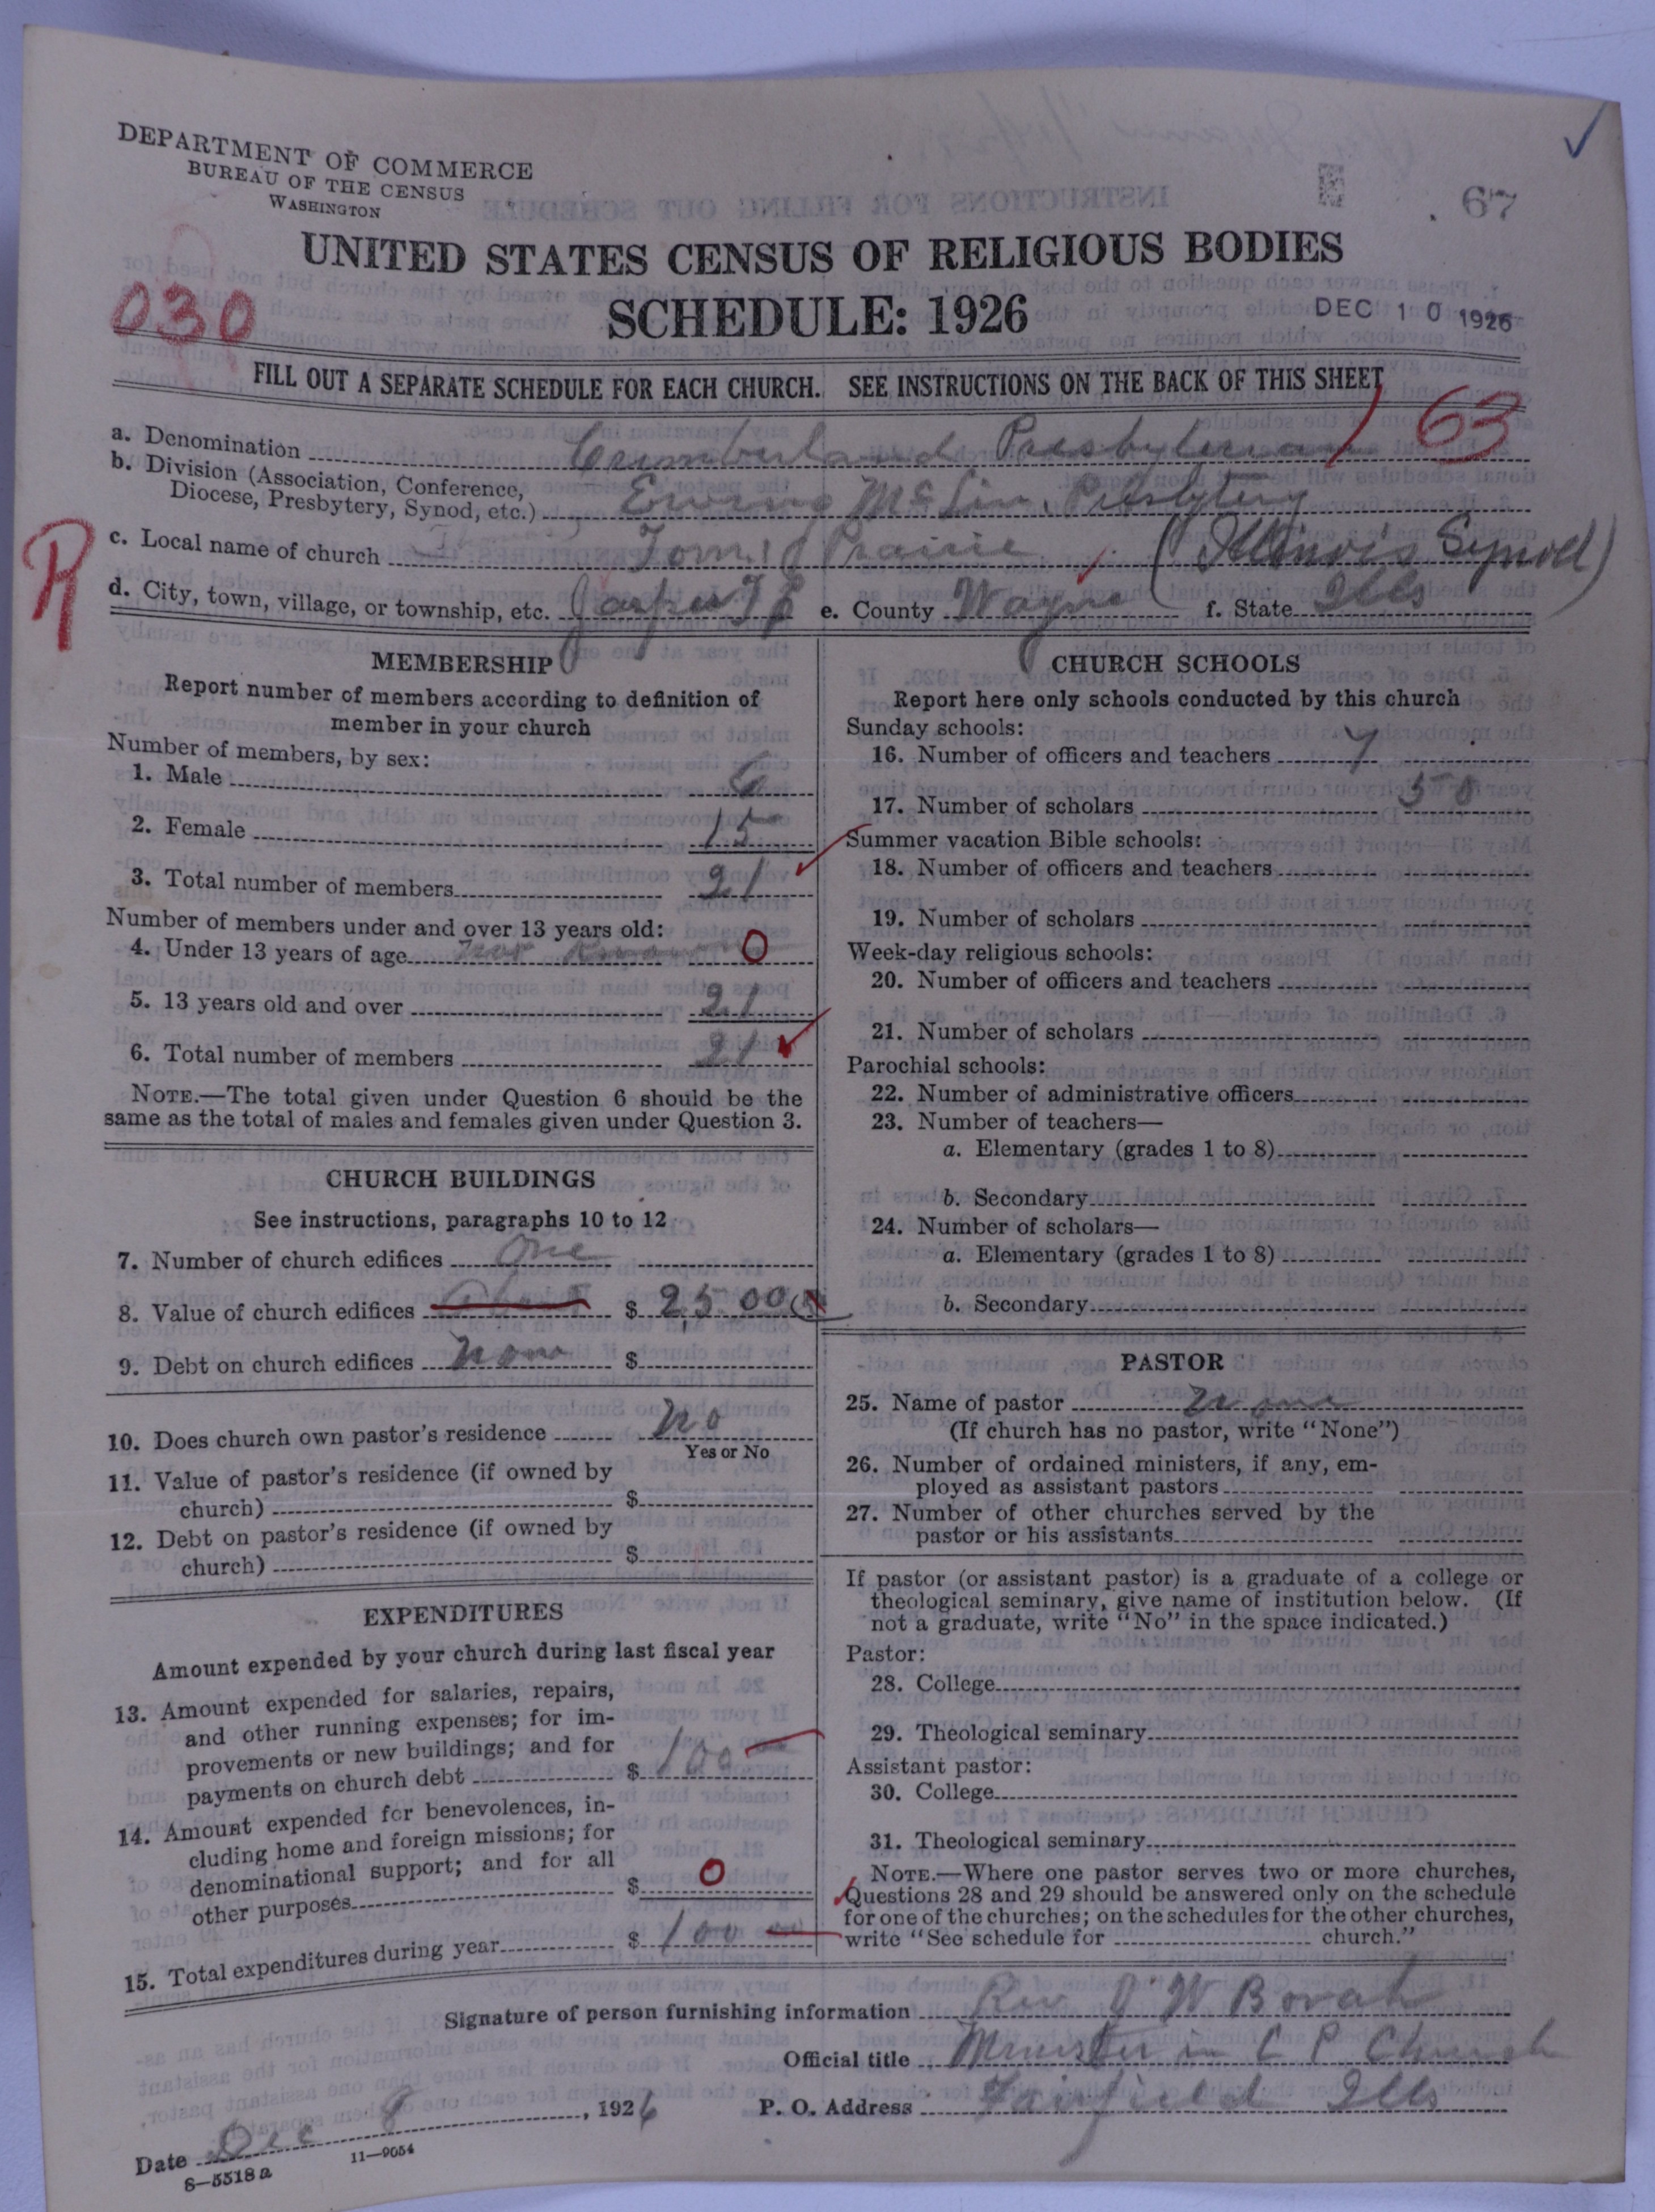 DEPARTMENT OF COMMERCE
BUREAU OF THE CENSUS
WASHINGTON
67
UNITED STATES CENSUS OF RELIGIOUS BODIES
SCHEDULE: 1926
030
DEC 10 1926
FILL OUT A SEPARATE SCHEDULE FOR EACH CHURCH. SEE INSTRUCTIONS ON THE BACK OF THIS SHEET
a. Denomination Cumberland Presbyterian 1 63
b. Division (Association, Conference,
Diocese, Presbytery, Synod, etc.) Ewing McLin Presbytery
R
c. Local name of church Toms Prairie (Illinois Synod)
d. City, town, village, or township, etc. Jasper Tp e. County Wayne f. State Ills
MEMBERSHIP
Report number of members according to definition of
member in your church
Number of members, by sex:
1. Male 6
2. Female 15
3. Total number of members 21
Number of members under and over 13 years old:
4. Under 13 years of age 0
5. 13 years old and over 21
6. Total number of members 21
NOTE.—The total given under Question 6 should be the
same as the total of males and females given under Question 3.
CHURCH BUILDINGS
See instructions, paragraphs 10 to 12
7. Number of church edifices One
8. Value of church edifices About $ 2,500
9. Debt on church edifices None $
10. Does church own pastor's residence No
Yes or No
11. Value of pastor's residence (if owned by
church) $
12. Debt on pastor's residence (if owned by
church) $
EXPENDITURES
Amount expended by your church during last fiscal year
13. Amount expended for salaries, repairs,
and other running expenses; for im-
provements or new buildings; and for
payments on church debt $ 100
14. Amount expended for benevolences, in-
cluding home and foreign missions; for
denominational support; and for all
other purposes $ 0
15. Total expenditures during year $ 100
CHURCH SCHOOLS
Report here only schools conducted by this church
Sunday schools:
16. Number of officers and teachers 7
17. Number of scholars 50
Summer vacation Bible schools:
18. Number of officers and teachers
19. Number of scholars
Week-day religious schools:
20. Number of officers and teachers
21. Number of scholars
Parochial schools:
22. Number of administrative officers
23. Number of teachers—
a. Elementary (grades 1 to 8)
b. Secondary
24. Number of scholars—
a. Elementary (grades 1 to 8)
b. Secondary
PASTOR
25. Name of pastor None
(If church has no pastor, write "None")
26. Number of ordained ministers, if any, em-
ployed as assistant pastors
27. Number of other churches served by the
pastor or his assistants
If pastor (or assistant pastor) is a graduate of a college or
theological seminary, give name of institution below. (If
not a graduate, write "No" in the space indicated.)
Pastor:
28. College
29. Theological seminary
Assistant pastor:
30. College
31. Theological seminary
NOTE.—Where one pastor serves two or more churches,
Questions 28 and 29 should be answered only on the schedule
for one of the churches; on the schedules for the other churches,
write "See schedule for church."
Signature of person furnishing information Rev J W Borah
Official title Minister in C P Church
Date Dec 8, 1926 P. O. Address Fairfield Ills
8—5518a 11—9054